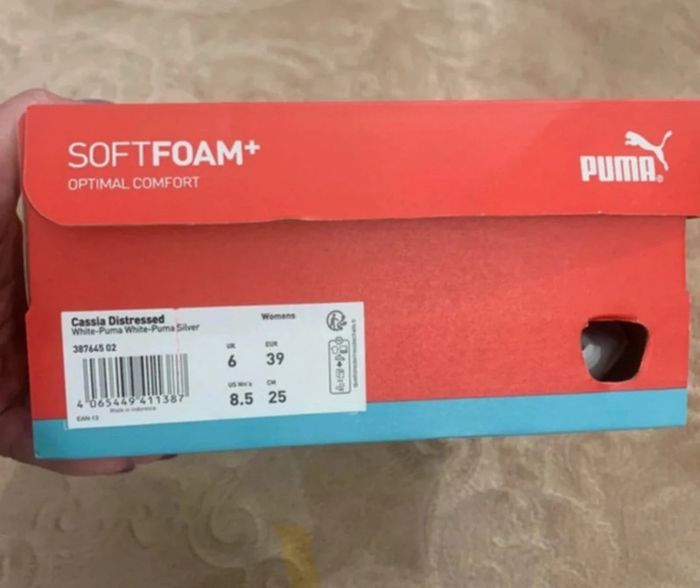 SOFTFOAM+
OPTIMAL COMFORT
PUMA®
Cassia Distressed
Womens
White-Puma White-Puma Silver
387645 02
UK
EUR
6
39
US Wn's
CM
8.5
25
4 065449 411387
Made in Indonesia
EAN-13